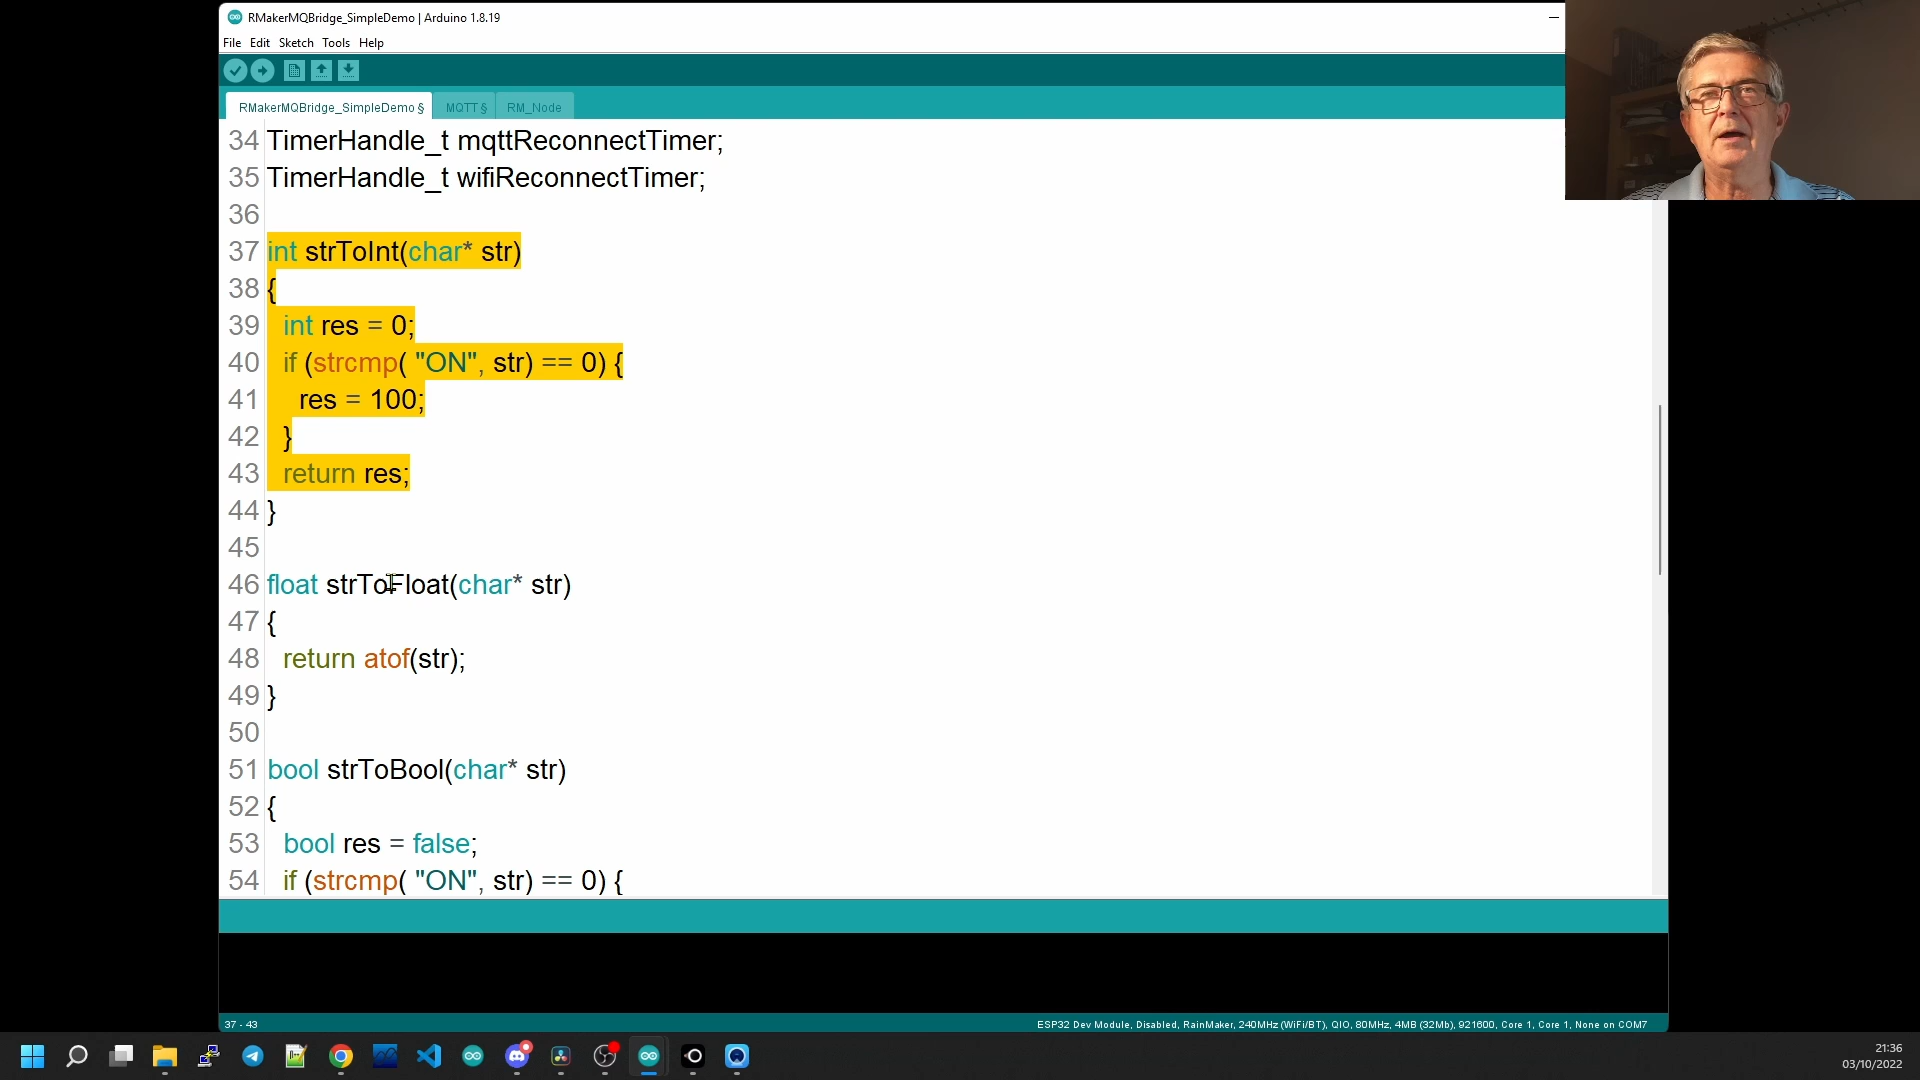 RMakerMQBridge_SimpleDemo | Arduino 1.8.19
File Edit Sketch Tools Help
RMakerMQBridge_SimpleDemo § MQTT § RM_Node
34 TimerHandle_t mqttReconnectTimer;
35 TimerHandle_t wifiReconnectTimer;
36
37 int strToInt(char* str)
38 {
39 int res = 0;
40 if (strcmp( "ON", str) == 0) {
41 res = 100;
42 }
43 return res;
44 }
45
46 float strToFloat(char* str)
47 {
48 return atof(str);
49 }
50
51 bool strToBool(char* str)
52 {
53 bool res = false;
54 if (strcmp( "ON", str) == 0) {
37 - 43 ESP32 Dev Module, Disabled, RainMaker, 240MHz (WiFi/BT), QIO, 80MHz, 4MB (32Mb), 921600, Core 1, Core 1, None on COM7
21:36
03/10/2022